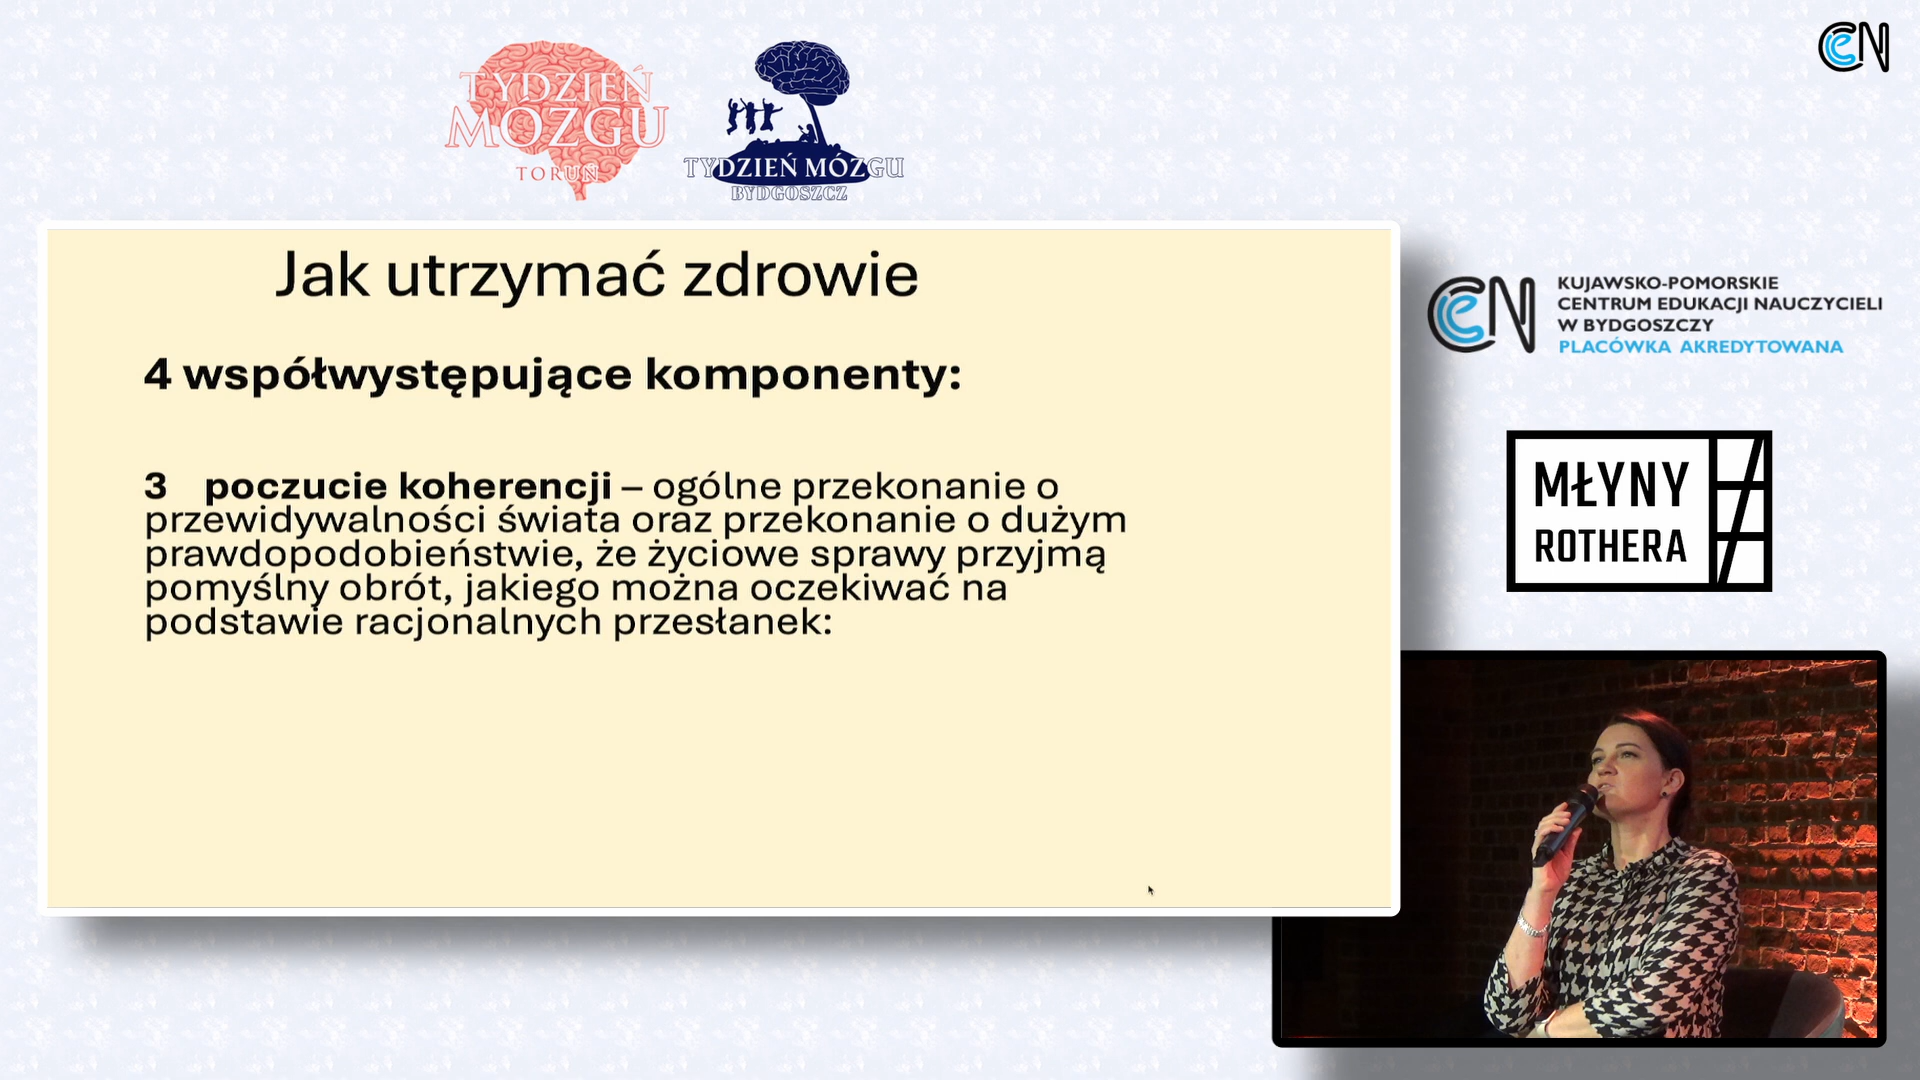 TYDZIEŃ
MÓZGU
TORUŃ
TYDZIEŃ MÓZGU
BYDGOSZCZ
CeN
Jak utrzymać zdrowie
4 współwystępujące komponenty:
3 poczucie koherencji – ogólne przekonanie o
przewidywalności świata oraz przekonanie o dużym
prawdopodobieństwie, że życiowe sprawy przyjmą
pomyślny obrót, jakiego można oczekiwać na
podstawie racjonalnych przesłanek:
CeN
KUJAWSKO-POMORSKIE
CENTRUM EDUKACJI NAUCZYCIELI
W BYDGOSZCZY
PLACÓWKA AKREDYTOWANA
MŁYNY
ROTHERA